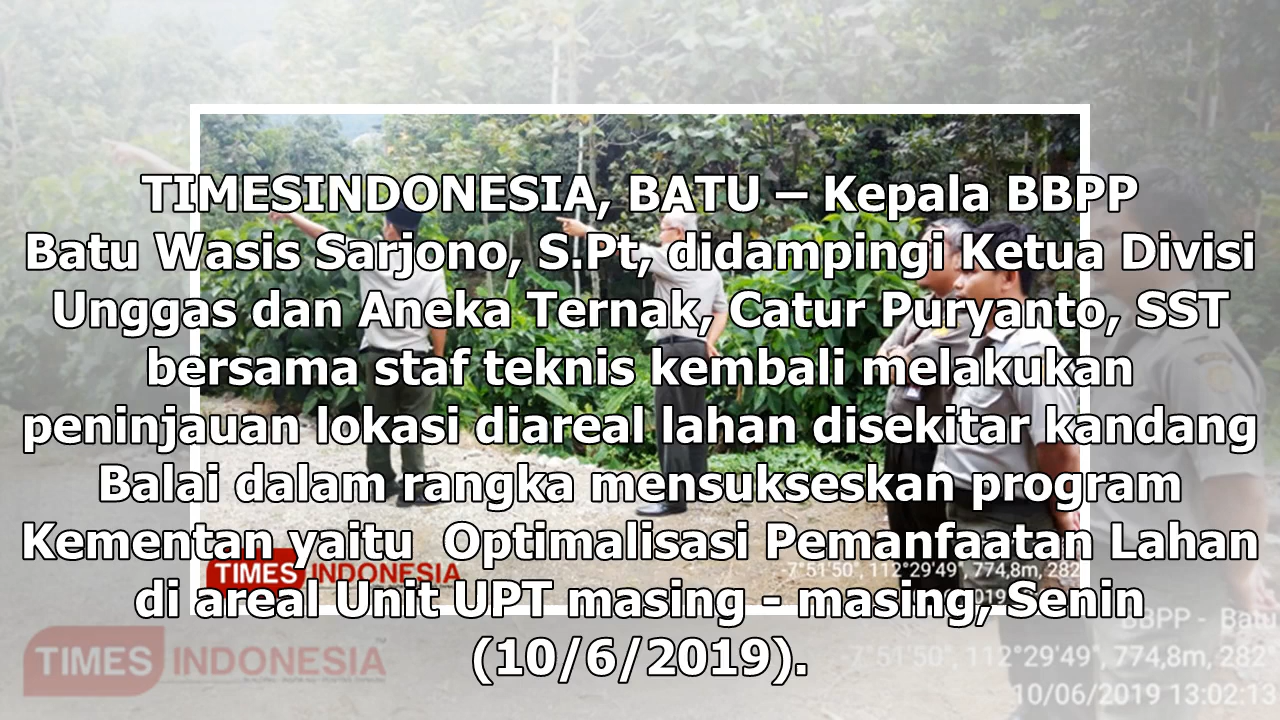 TIMESINDONESIA, BATU – Kepala BBPP
Batu Wasis Sarjono, S.Pt, didampingi Ketua Divisi
Unggas dan Aneka Ternak, Catur Puryanto, SST
bersama staf teknis kembali melakukan
peninjauan lokasi diareal lahan disekitar kandang
Balai dalam rangka mensukseskan program
Kementan yaitu  Optimalisasi Pemanfaatan Lahan
di areal Unit UPT masing - masing, Senin
(10/6/2019).
TIMES INDONESIA
-7°51'50", 112°29'49", 774,8m, 282
TIMES INDONESIA
BBPP - Batu
7°51'50", 112°29'49", 774,8m, 282°
10/06/2019 13:02:13